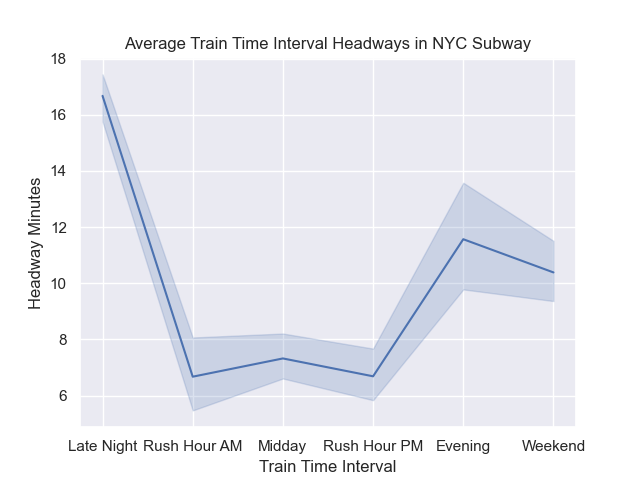 Average Train Time Interval Headways in NYC Subway
18
16
14
12
10
8
6
Headway Minutes
Late Night Rush Hour AM Midday Rush Hour PM Evening Weekend
Train Time Interval